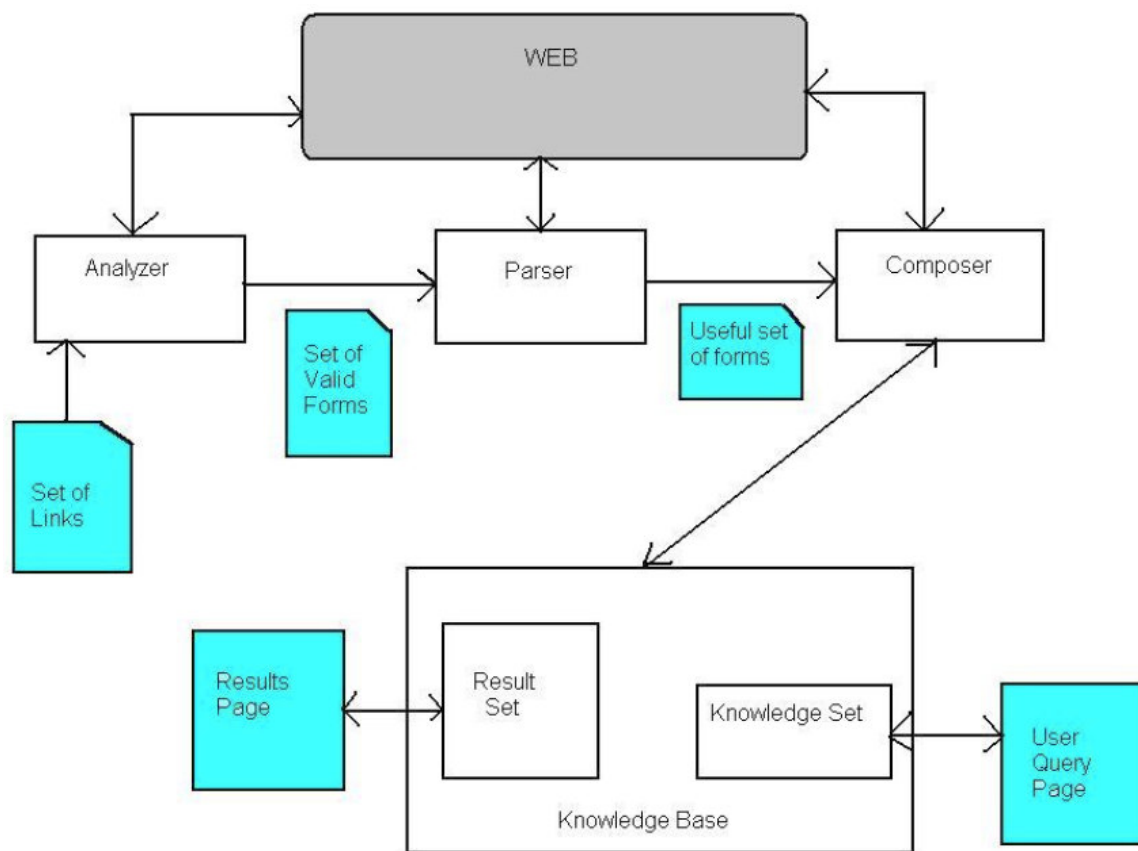 WEB
Analyzer
Parser
Composer
Set of
Valid
Forms
Useful set
of forms
Set of
Links
Results
Page
Result
Set
Knowledge Set
User
Query
Page
Knowledge Base